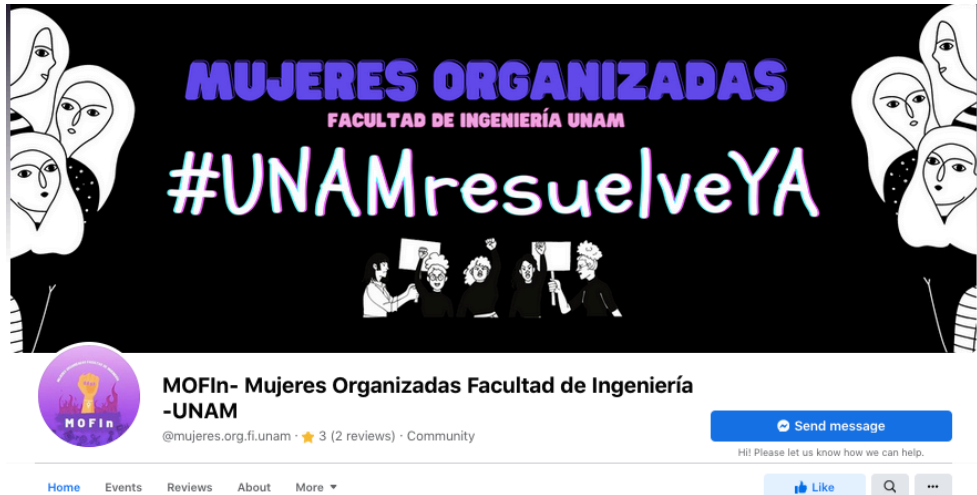 MUJERES ORGANIZADAS
FACULTAD DE INGENIERÍA UNAM
#UNAMresuelveYA
MOFIn
MOFIn- Mujeres Organizadas Facultad de Ingeniería
-UNAM
@mujeres.org.fi.unam · 3 (2 reviews) · Community
Send message
Hi! Please let us know how we can help.
Home Events Reviews About More
Like